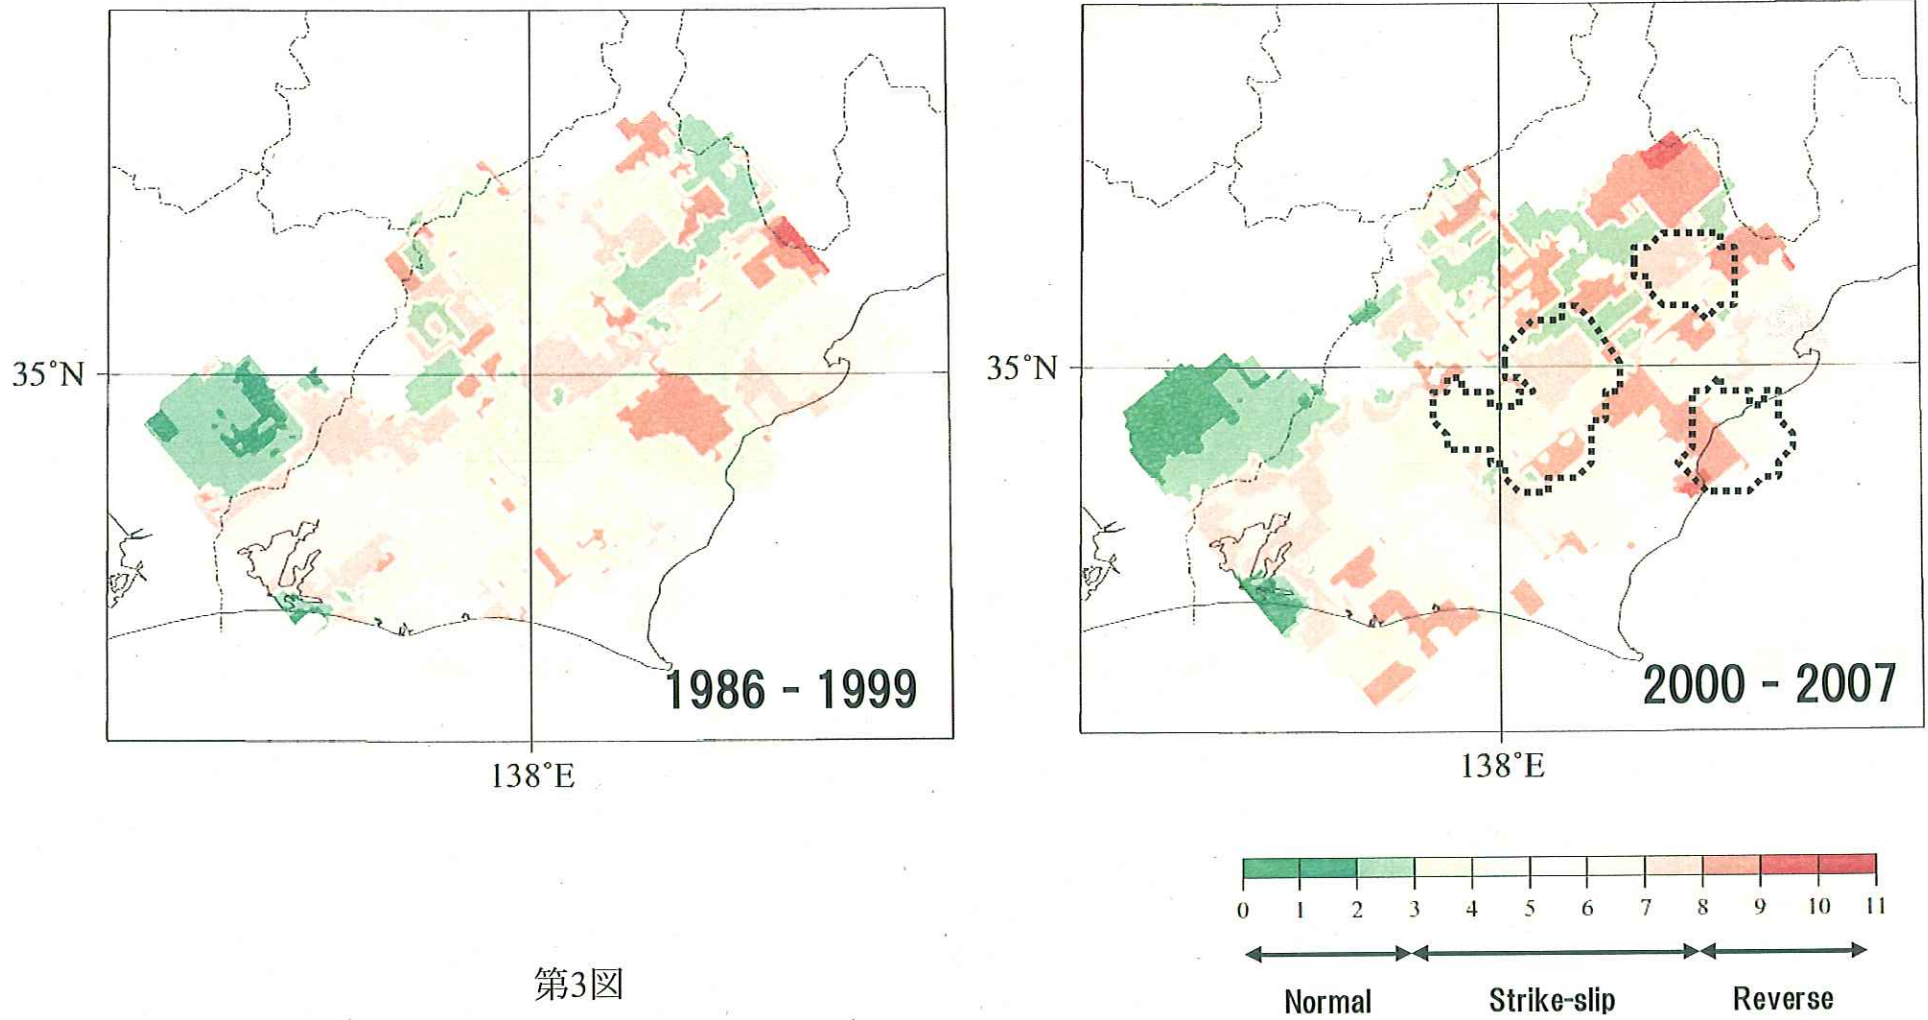 35°N
138°E
1986 - 1999
35°N
138°E
2000 - 2007
0 1 2 3 4 5 6 7 8 9 10 11
Normal Strike-slip Reverse
第3図